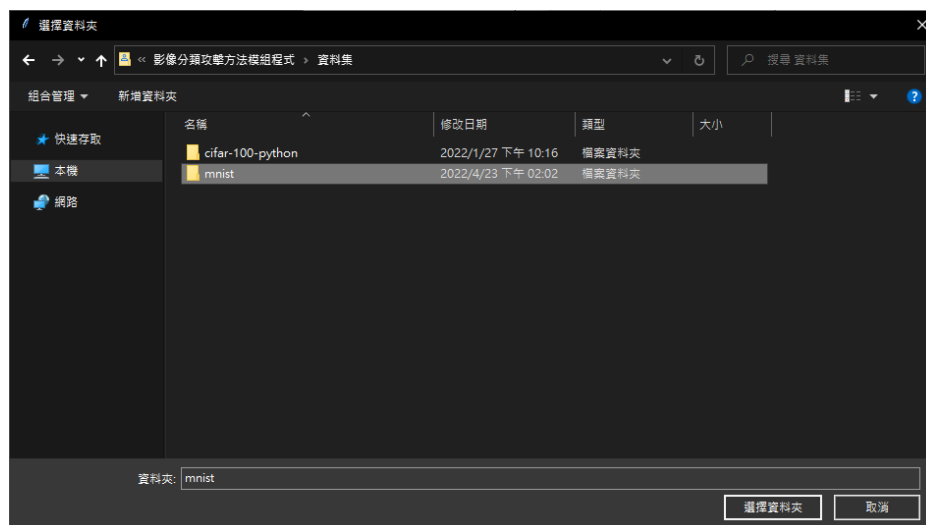 選擇資料夾
« 影像分類攻擊方法模組程式 › 資料集
搜尋 資料集
組合管理 新增資料夾
快速存取
本機
網路
名稱 修改日期 類型 大小
cifar-100-python 2022/1/27 下午 10:16 檔案資料夾
mnist 2022/4/23 下午 02:02 檔案資料夾
資料夾: mnist
選擇資料夾 取消